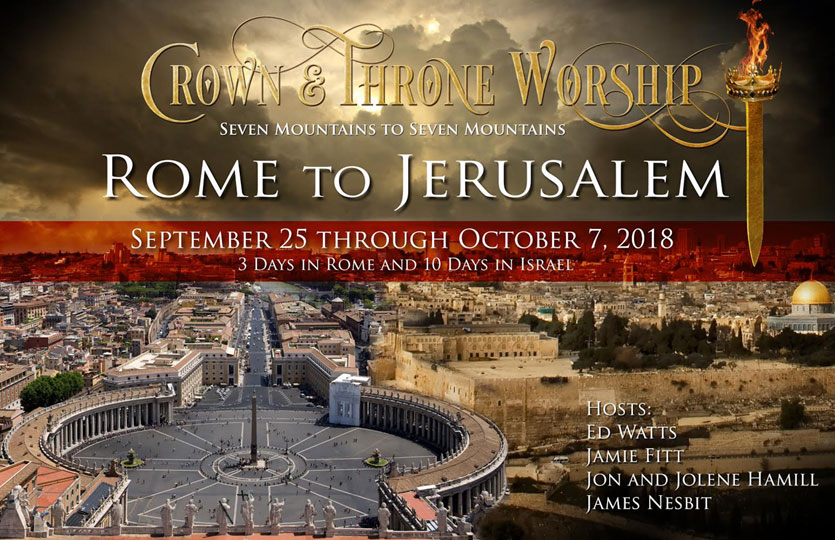 Crown & Throne Worship
Seven Mountains to Seven Mountains
Rome to Jerusalem
September 25 through October 7, 2018
3 Days in Rome and 10 Days in Israel
Hosts:
Ed Watts
Jamie Fitt
Jon and Jolene Hamill
James Nesbit